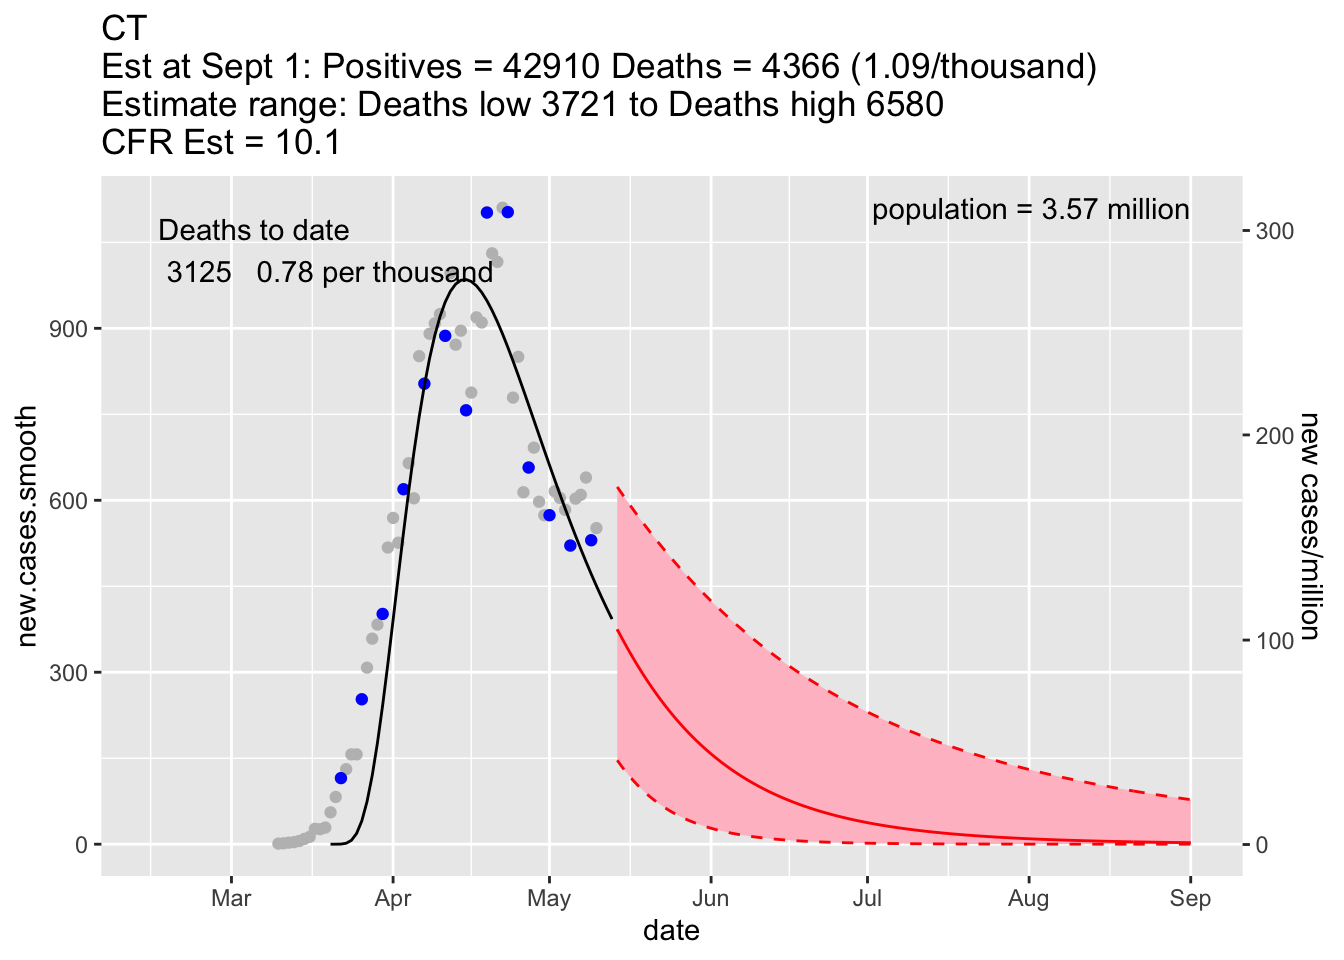 CT
Est at Sept 1: Positives = 42910 Deaths = 4366 (1.09/thousand)
Estimate range: Deaths low 3721 to Deaths high 6580
CFR Est = 10.1
population = 3.57 million
Deaths to date
3125 0.78 per thousand
new.cases.smooth
900
600
300
0
300
200
100
0
new cases/million
Mar Apr May Jun Jul Aug Sep
date